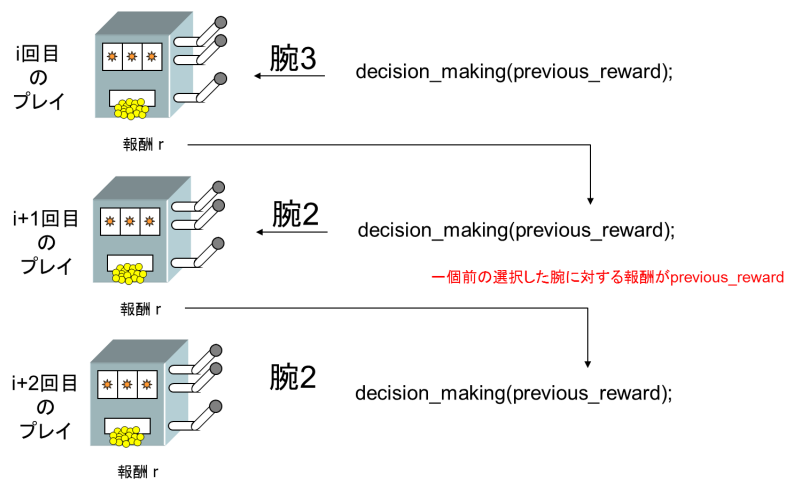 i回目
の
プレイ
腕3
decision_making(previous_reward);
報酬 r
i+1回目
の
プレイ
腕2
decision_making(previous_reward);
一個前の選択した腕に対する報酬がprevious_reward
報酬 r
i+2回目
の
プレイ
腕2
decision_making(previous_reward);
報酬 r